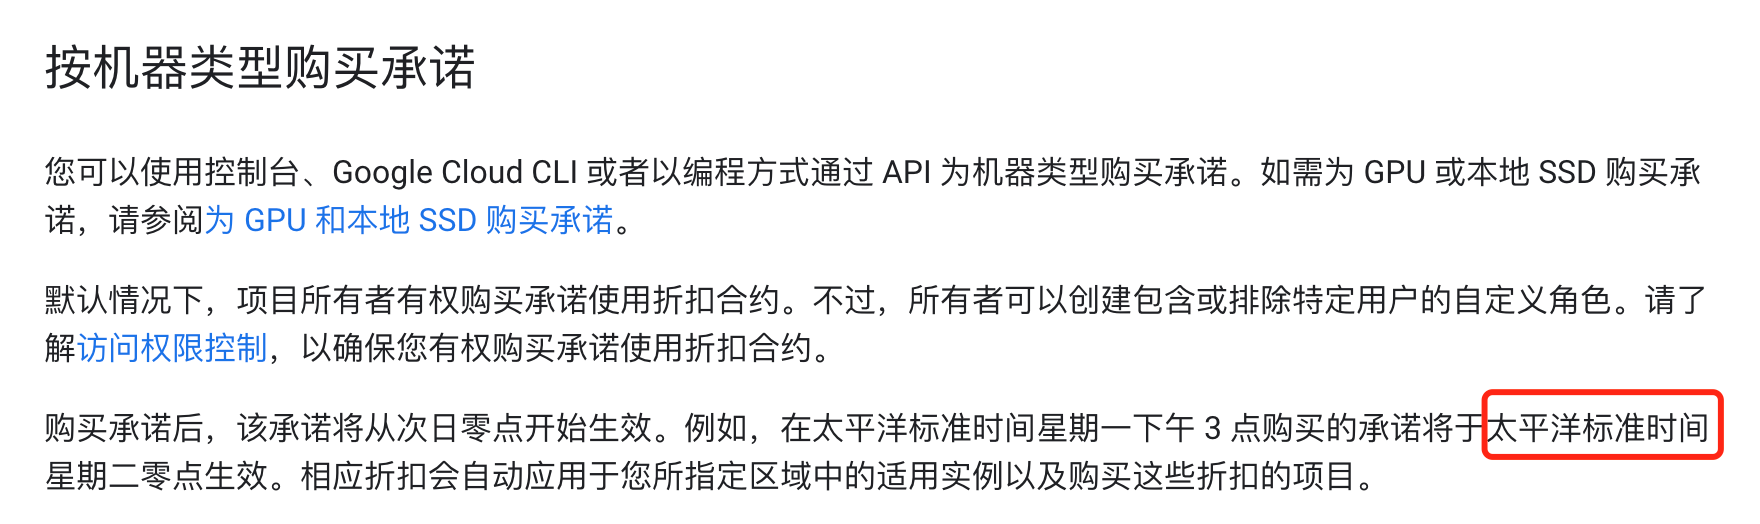 按机器类型购买承诺
您可以使用控制台、Google Cloud CLI 或者以编程方式通过 API 为机器类型购买承诺。如需为 GPU 或本地 SSD 购买承
诺，请参阅为 GPU 和本地 SSD 购买承诺。
默认情况下，项目所有者有权购买承诺使用折扣合约。不过，所有者可以创建包含或排除特定用户的自定义角色。请了
解访问权限控制，以确保您有权购买承诺使用折扣合约。
购买承诺后，该承诺将从次日零点开始生效。例如，在太平洋标准时间星期一下午 3 点购买的承诺将于太平洋标准时间
星期二零点生效。相应折扣会自动应用于您所指定区域中的适用实例以及购买这些折扣的项目。